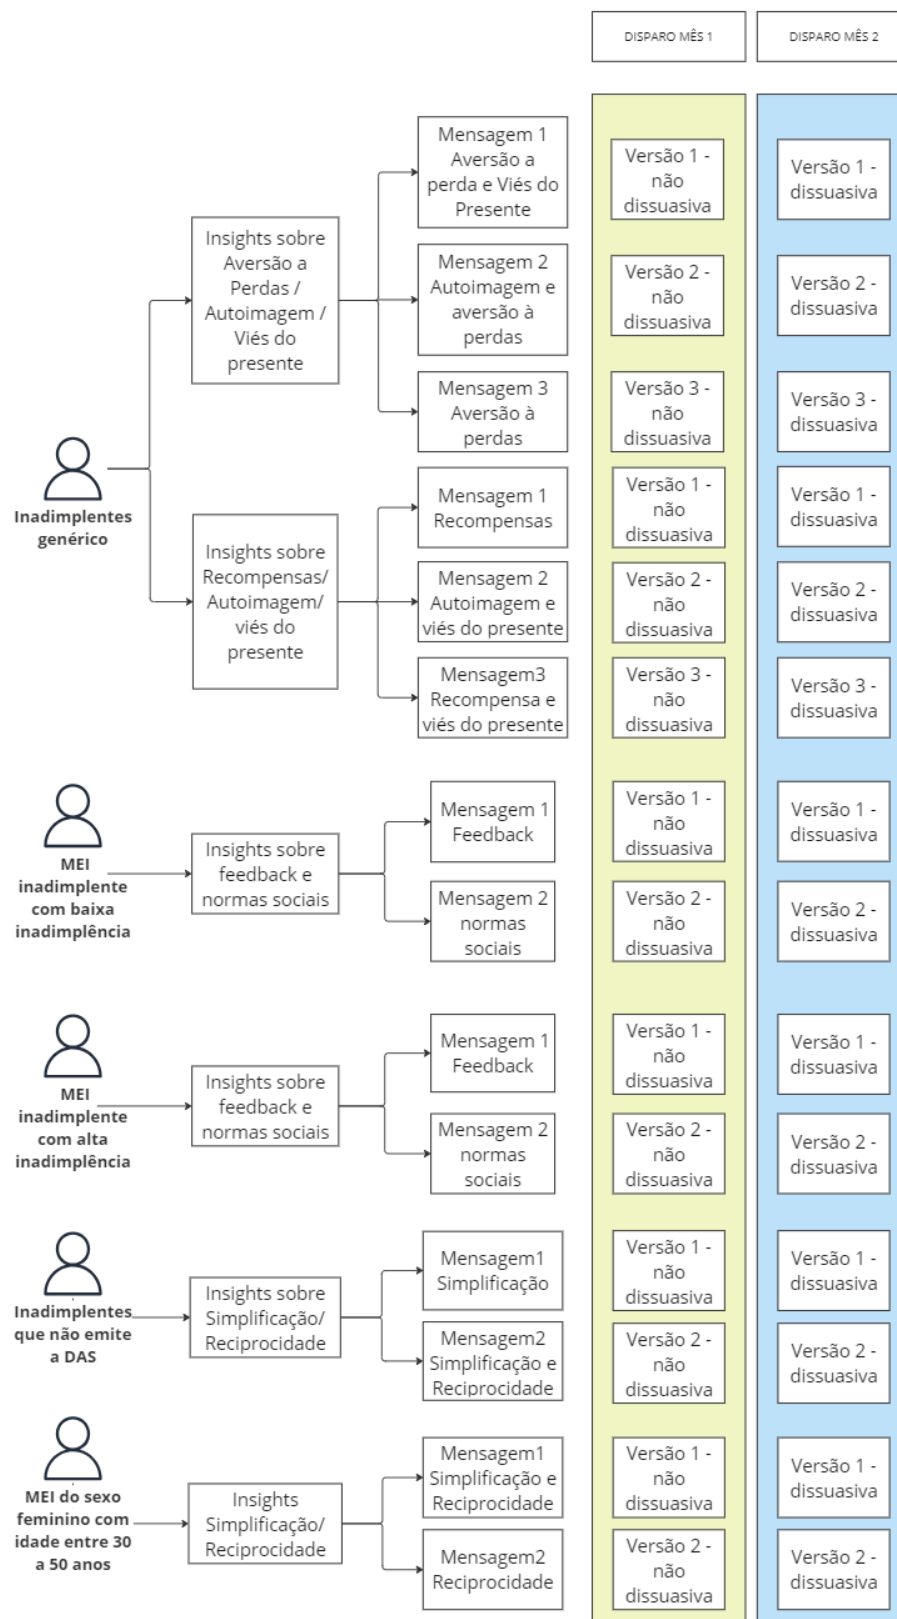 DISPARO MÊS 1
DISPARO MÊS 2
Inadimplentes
genérico
Insights sobre
Aversão a
Perdas /
Autoimagem /
Viés do
presente
Mensagem 1
Aversão a
perda e Viés do
Presente
Versão 1 -
não
dissuasiva
Versão 1 -
dissuasiva
Mensagem 2
Autoimagem e
aversão à
perdas
Versão 2 -
não
dissuasiva
Versão 2 -
dissuasiva
Mensagem 3
Aversão à
perdas
Versão 3 -
não
dissuasiva
Versão 3 -
dissuasiva
Insights sobre
Recompensas/
Autoimagem/
viés do
presente
Mensagem 1
Recompensas
Versão 1 -
não
dissuasiva
Versão 1 -
dissuasiva
Mensagem 2
Autoimagem e
viés do presente
Versão 2 -
não
dissuasiva
Versão 2 -
dissuasiva
Mensagem3
Recompensa e
viés do presente
Versão 3 -
não
dissuasiva
Versão 3 -
dissuasiva
MEI
inadimplente
com baixa
inadimplência
Insights sobre
feedback e
normas sociais
Mensagem 1
Feedback
Versão 1 -
não
dissuasiva
Versão 1 -
dissuasiva
Mensagem 2
normas
sociais
Versão 2 -
não
dissuasiva
Versão 2 -
dissuasiva
MEI
inadimplente
com alta
inadimplência
Insights sobre
feedback e
normas sociais
Mensagem 1
Feedback
Versão 1 -
não
dissuasiva
Versão 1 -
dissuasiva
Mensagem 2
normas
sociais
Versão 2 -
não
dissuasiva
Versão 2 -
dissuasiva
Inadimplentes
que não emite
a DAS
Insights sobre
Simplificação/
Reciprocidade
Mensagem1
Simplificação
Versão 1 -
não
dissuasiva
Versão 1 -
dissuasiva
Mensagem2
Simplificação e
Reciprocidade
Versão 2 -
não
dissuasiva
Versão 2 -
dissuasiva
MEI do sexo
feminino com
idade entre 30
a 50 anos
Insights
Simplificação/
Reciprocidade
Mensagem1
Simplificação e
Reciprocidade
Versão 1 -
não
dissuasiva
Versão 1 -
dissuasiva
Mensagem2
Reciprocidade
Versão 2 -
não
dissuasiva
Versão 2 -
dissuasiva